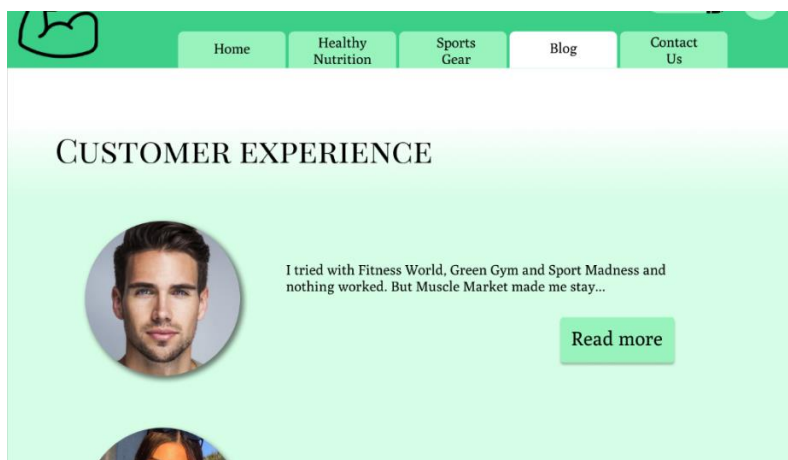 Home
Healthy
Nutrition
Sports
Gear
Blog
Contact
Us
CUSTOMER EXPERIENCE
I tried with Fitness World, Green Gym and Sport Madness and
nothing worked. But Muscle Market made me stay...
Read more